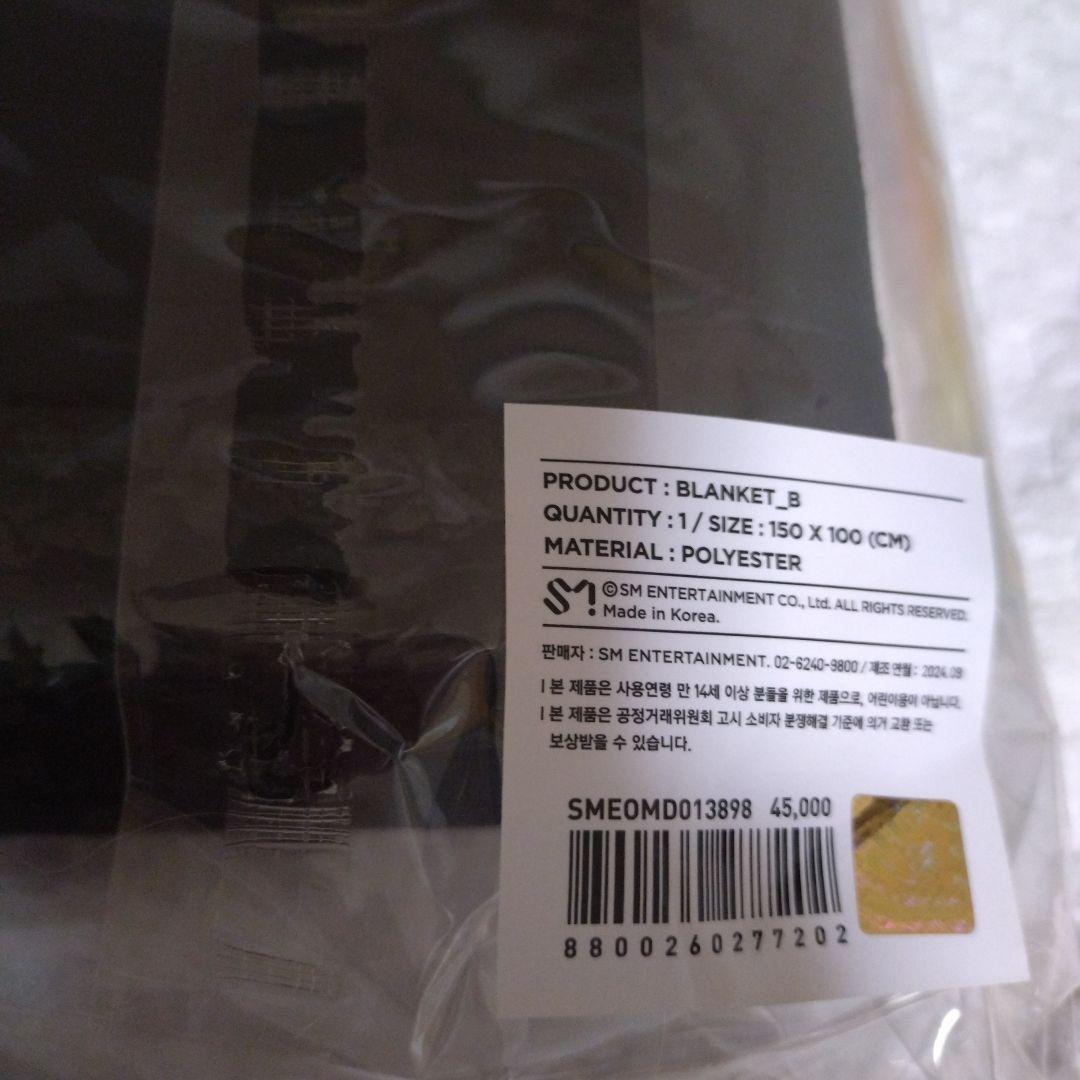 PRODUCT : BLANKET_B
QUANTITY : 1 / SIZE : 150 X 100 (CM)
MATERIAL : POLYESTER
SM ©SM ENTERTAINMENT CO., Ltd. ALL RIGHTS RESERVED.
Made in Korea.
판매자 : SM ENTERTAINMENT. 02-6240-9800 / 제조 연월 : 2024.09
l 본 제품은 사용연령 만 14세 이상 분들을 위한 제품으로, 어린이용이 아닙니다.
l 본 제품은 공정거래위원회 고시 소비자 분쟁해결 기준에 의거 교환 또는
보상받을 수 있습니다.
SMEOMD013898 45,000
8800260277202